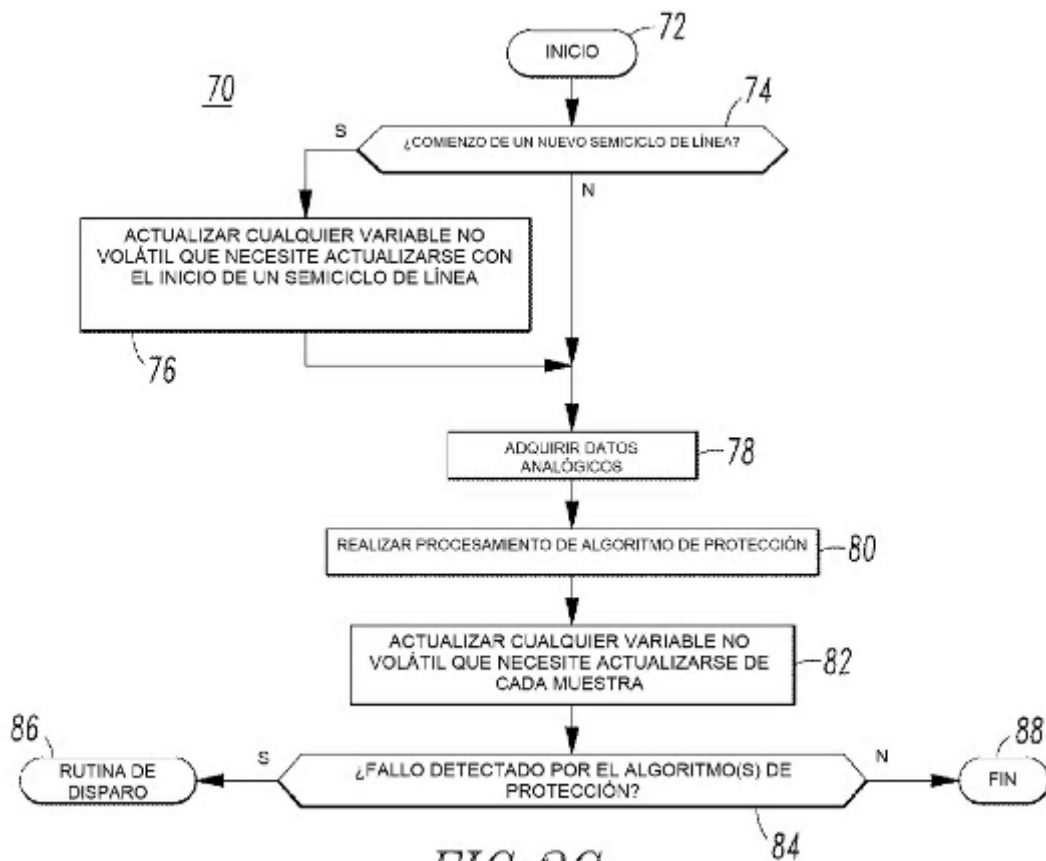 72
INICIO
70
74
¿COMIENZO DE UN NUEVO SEMICICLO DE LÍNEA?
S
N
ACTUALIZAR CUALQUIER VARIABLE NO
VOLÁTIL QUE NECESITE ACTUALIZARSE CON
EL INICIO DE UN SEMICICLO DE LÍNEA
76
ADQUIRIR DATOS
ANALÓGICOS
78
REALIZAR PROCESAMIENTO DE ALGORITMO DE PROTECCIÓN
80
ACTUALIZAR CUALQUIER VARIABLE NO
VOLÁTIL QUE NECESITE ACTUALIZARSE DE
CADA MUESTRA
82
86
RUTINA DE
DISPARO
S
¿FALLO DETECTADO POR EL ALGORITMO(S) DE
PROTECCIÓN?
N
88
FIN
84